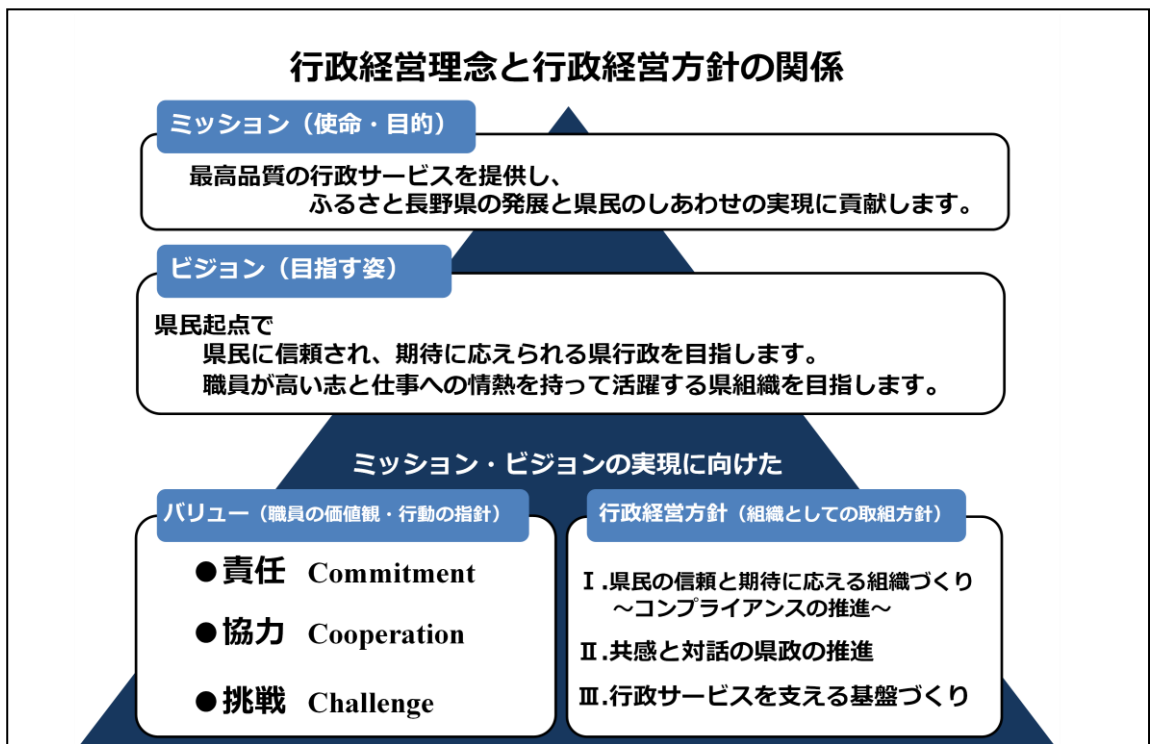 行政経営理念と行政経営方針の関係
ミッション（使命・目的）
最高品質の行政サービスを提供し、
ふるさと長野県の発展と県民のしあわせの実現に貢献します。
ビジョン（目指す姿）
県民起点で
県民に信頼され、期待に応えられる県行政を目指します。
職員が高い志と仕事への情熱を持って活躍する県組織を目指します。
ミッション・ビジョンの実現に向けた
バリュー（職員の価値観・行動の指針）
●責任 Commitment
●協力 Cooperation
●挑戦 Challenge
行政経営方針（組織としての取組方針）
Ⅰ.県民の信頼と期待に応える組織づくり
～コンプライアンスの推進～
Ⅱ.共感と対話の県政の推進
Ⅲ.行政サービスを支える基盤づくり